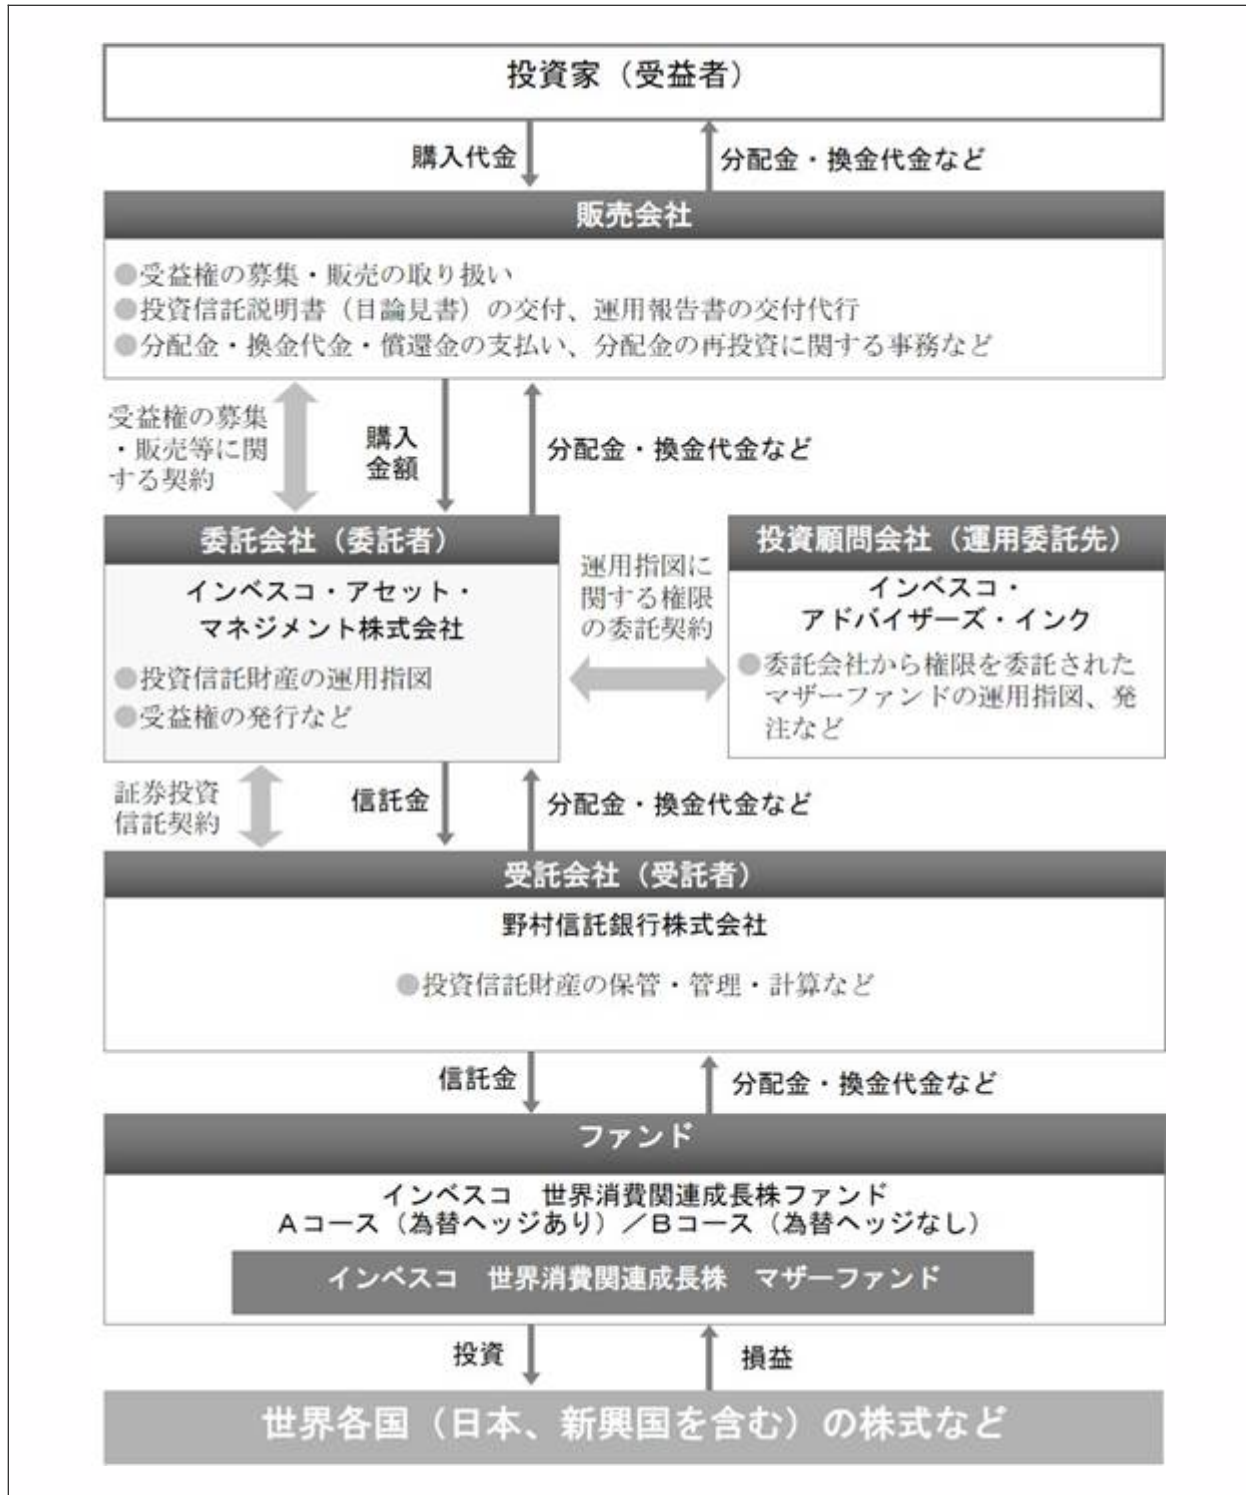 投資家（受益者）
購入代金
分配金・換金代金など
販売会社
●受益権の募集・販売の取り扱い
●投資信託説明書（目論見書）の交付、運用報告書の交付代行
●分配金・換金代金・償還金の支払い、分配金の再投資に関する事務など
受益権の募集
・販売等に関
する契約
購入
金額
分配金・換金代金など
委託会社（委託者）
インベスコ・アセット・
マネジメント株式会社
●投資信託財産の運用指図
●受益権の発行など
運用指図に
関する権限
の委託契約
投資顧問会社（運用委託先）
インベスコ・
アドバイザーズ・インク
●委託会社から権限を委託された
マザーファンドの運用指図、発
注など
証券投資
信託契約
信託金
分配金・換金代金など
受託会社（受託者）
野村信託銀行株式会社
●投資信託財産の保管・管理・計算など
信託金
分配金・換金代金など
ファンド
インベスコ　世界消費関連成長株ファンド
Ａコース（為替ヘッジあり）／Ｂコース（為替ヘッジなし）
インベスコ　世界消費関連成長株　マザーファンド
投資
損益
世界各国（日本、新興国を含む）の株式など